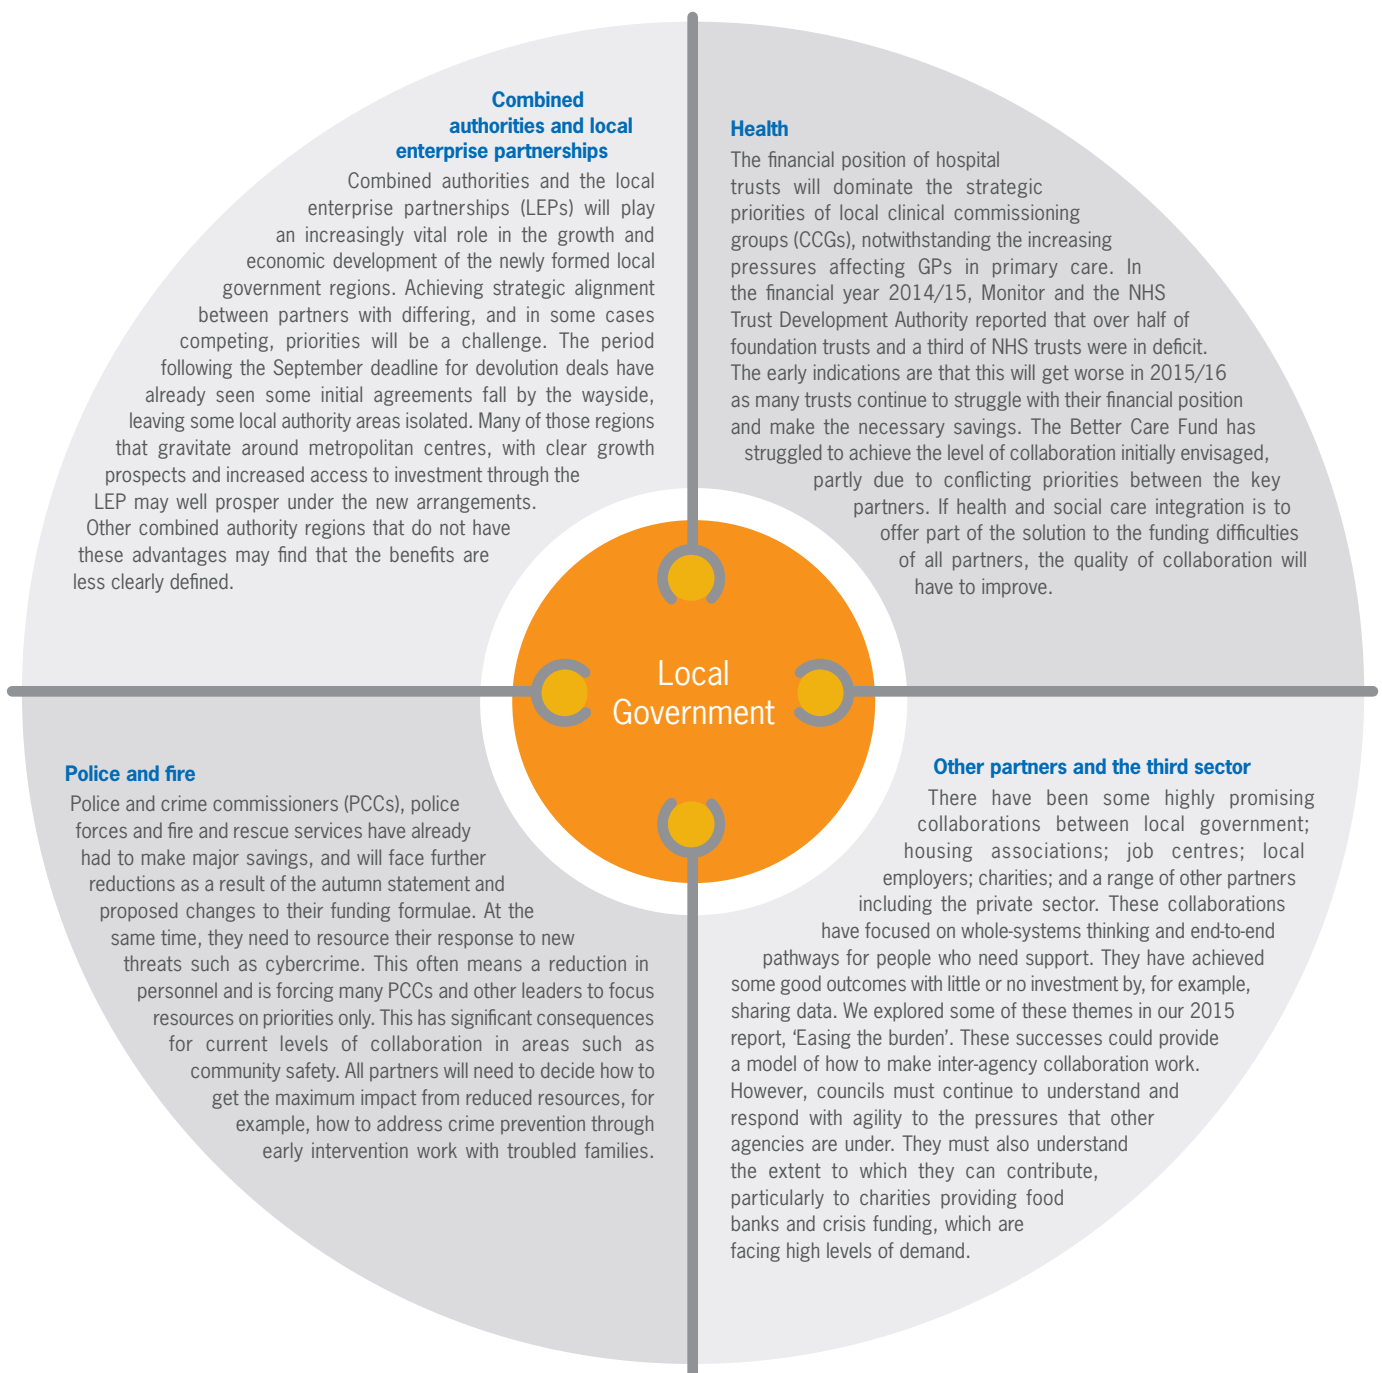 Combined
authorities and local
enterprise partnerships
Combined authorities and the local
enterprise partnerships (LEPs) will play
an increasingly vital role in the growth and
economic development of the newly formed local
government regions. Achieving strategic alignment
between partners with differing, and in some cases
competing, priorities will be a challenge. The period
following the September deadline for devolution deals have
already seen some initial agreements fall by the wayside,
leaving some local authority areas isolated. Many of those regions
that gravitate around metropolitan centres, with clear growth
prospects and increased access to investment through the
LEP may well prosper under the new arrangements.
Other combined authority regions that do not have
these advantages may find that the benefits are
less clearly defined.
Health
The financial position of hospital
trusts will dominate the strategic
priorities of local clinical commissioning
groups (CCGs), notwithstanding the increasing
pressures affecting GPs in primary care. In
the financial year 2014/15, Monitor and the NHS
Trust Development Authority reported that over half of
foundation trusts and a third of NHS trusts were in deficit.
The early indications are that this will get worse in 2015/16
as many trusts continue to struggle with their financial position
and make the necessary savings. The Better Care Fund has
struggled to achieve the level of collaboration initially envisaged,
partly due to conflicting priorities between the key
partners. If health and social care integration is to
offer part of the solution to the funding difficulties
of all partners, the quality of collaboration will
have to improve.
Local
Government
Police and fire
Police and crime commissioners (PCCs), police
forces and fire and rescue services have already
had to make major savings, and will face further
reductions as a result of the autumn statement and
proposed changes to their funding formulae. At the
same time, they need to resource their response to new
threats such as cybercrime. This often means a reduction in
personnel and is forcing many PCCs and other leaders to focus
resources on priorities only. This has significant consequences
for current levels of collaboration in areas such as
community safety. All partners will need to decide how to
get the maximum impact from reduced resources, for
example, how to address crime prevention through
early intervention work with troubled families.
Other partners and the third sector
There have been some highly promising
collaborations between local government;
housing associations; job centres; local
employers; charities; and a range of other partners
including the private sector. These collaborations
have focused on whole-systems thinking and end-to-end
pathways for people who need support. They have achieved
some good outcomes with little or no investment by, for example,
sharing data. We explored some of these themes in our 2015
report, ‘Easing the burden’. These successes could provide
a model of how to make inter-agency collaboration work.
However, councils must continue to understand and
respond with agility to the pressures that other
agencies are under. They must also understand
the extent to which they can contribute,
particularly to charities providing food
banks and crisis funding, which are
facing high levels of demand.